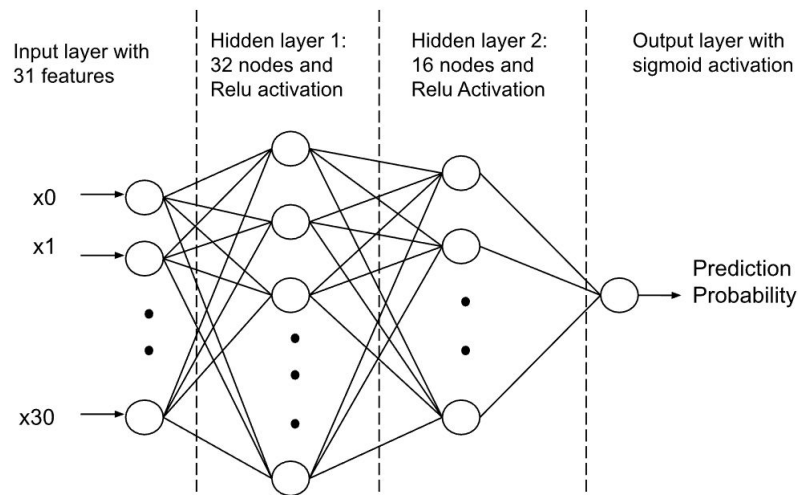 Input layer with
31 features
Hidden layer 1:
32 nodes and
Relu activation
Hidden layer 2:
16 nodes and
Relu Activation
Output layer with
sigmoid activation
x0
x1
x30
Prediction
Probability